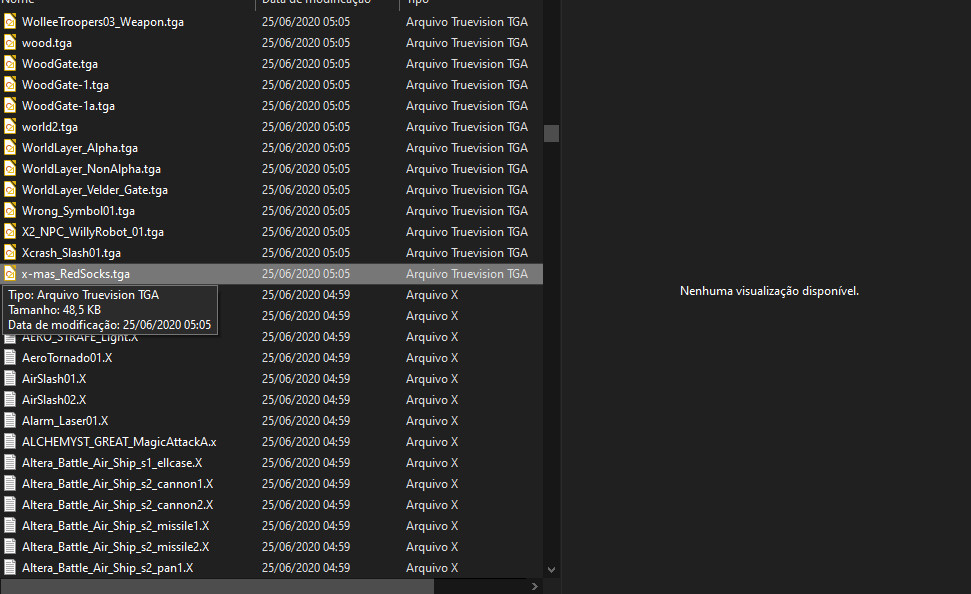 Nome Data de modificação Tipo
WolleeTroopers03_Weapon.tga 25/06/2020 05:05 Arquivo Truevision TGA
wood.tga 25/06/2020 05:05 Arquivo Truevision TGA
WoodGate.tga 25/06/2020 05:05 Arquivo Truevision TGA
WoodGate-1.tga 25/06/2020 05:05 Arquivo Truevision TGA
WoodGate-1a.tga 25/06/2020 05:05 Arquivo Truevision TGA
world2.tga 25/06/2020 05:05 Arquivo Truevision TGA
WorldLayer_Alpha.tga 25/06/2020 05:05 Arquivo Truevision TGA
WorldLayer_NonAlpha.tga 25/06/2020 05:05 Arquivo Truevision TGA
WorldLayer_Velder_Gate.tga 25/06/2020 05:05 Arquivo Truevision TGA
Wrong_Symbol01.tga 25/06/2020 05:05 Arquivo Truevision TGA
X2_NPC_WillyRobot_01.tga 25/06/2020 05:05 Arquivo Truevision TGA
Xcrash_Slash01.tga 25/06/2020 05:05 Arquivo Truevision TGA
x-mas_RedSocks.tga 25/06/2020 05:05 Arquivo Truevision TGA
Tipo: Arquivo Truevision TGA
Tamanho: 48,5 KB
Data de modificação: 25/06/2020 05:05
25/06/2020 04:59 Arquivo X
25/06/2020 04:59 Arquivo X
AERO_STRAFE_Light.X 25/06/2020 04:59 Arquivo X
AeroTornado01.X 25/06/2020 04:59 Arquivo X
AirSlash01.X 25/06/2020 04:59 Arquivo X
AirSlash02.X 25/06/2020 04:59 Arquivo X
Alarm_Laser01.X 25/06/2020 04:59 Arquivo X
ALCHEMYST_GREAT_MagicAttackA.x 25/06/2020 04:59 Arquivo X
Altera_Battle_Air_Ship_s1_ellcase.X 25/06/2020 04:59 Arquivo X
Altera_Battle_Air_Ship_s2_cannon1.X 25/06/2020 04:59 Arquivo X
Altera_Battle_Air_Ship_s2_cannon2.X 25/06/2020 04:59 Arquivo X
Altera_Battle_Air_Ship_s2_missile1.X 25/06/2020 04:59 Arquivo X
Altera_Battle_Air_Ship_s2_missile2.X 25/06/2020 04:59 Arquivo X
Altera_Battle_Air_Ship_s2_pan1.X 25/06/2020 04:59 Arquivo X
Nenhuma visualização disponível.